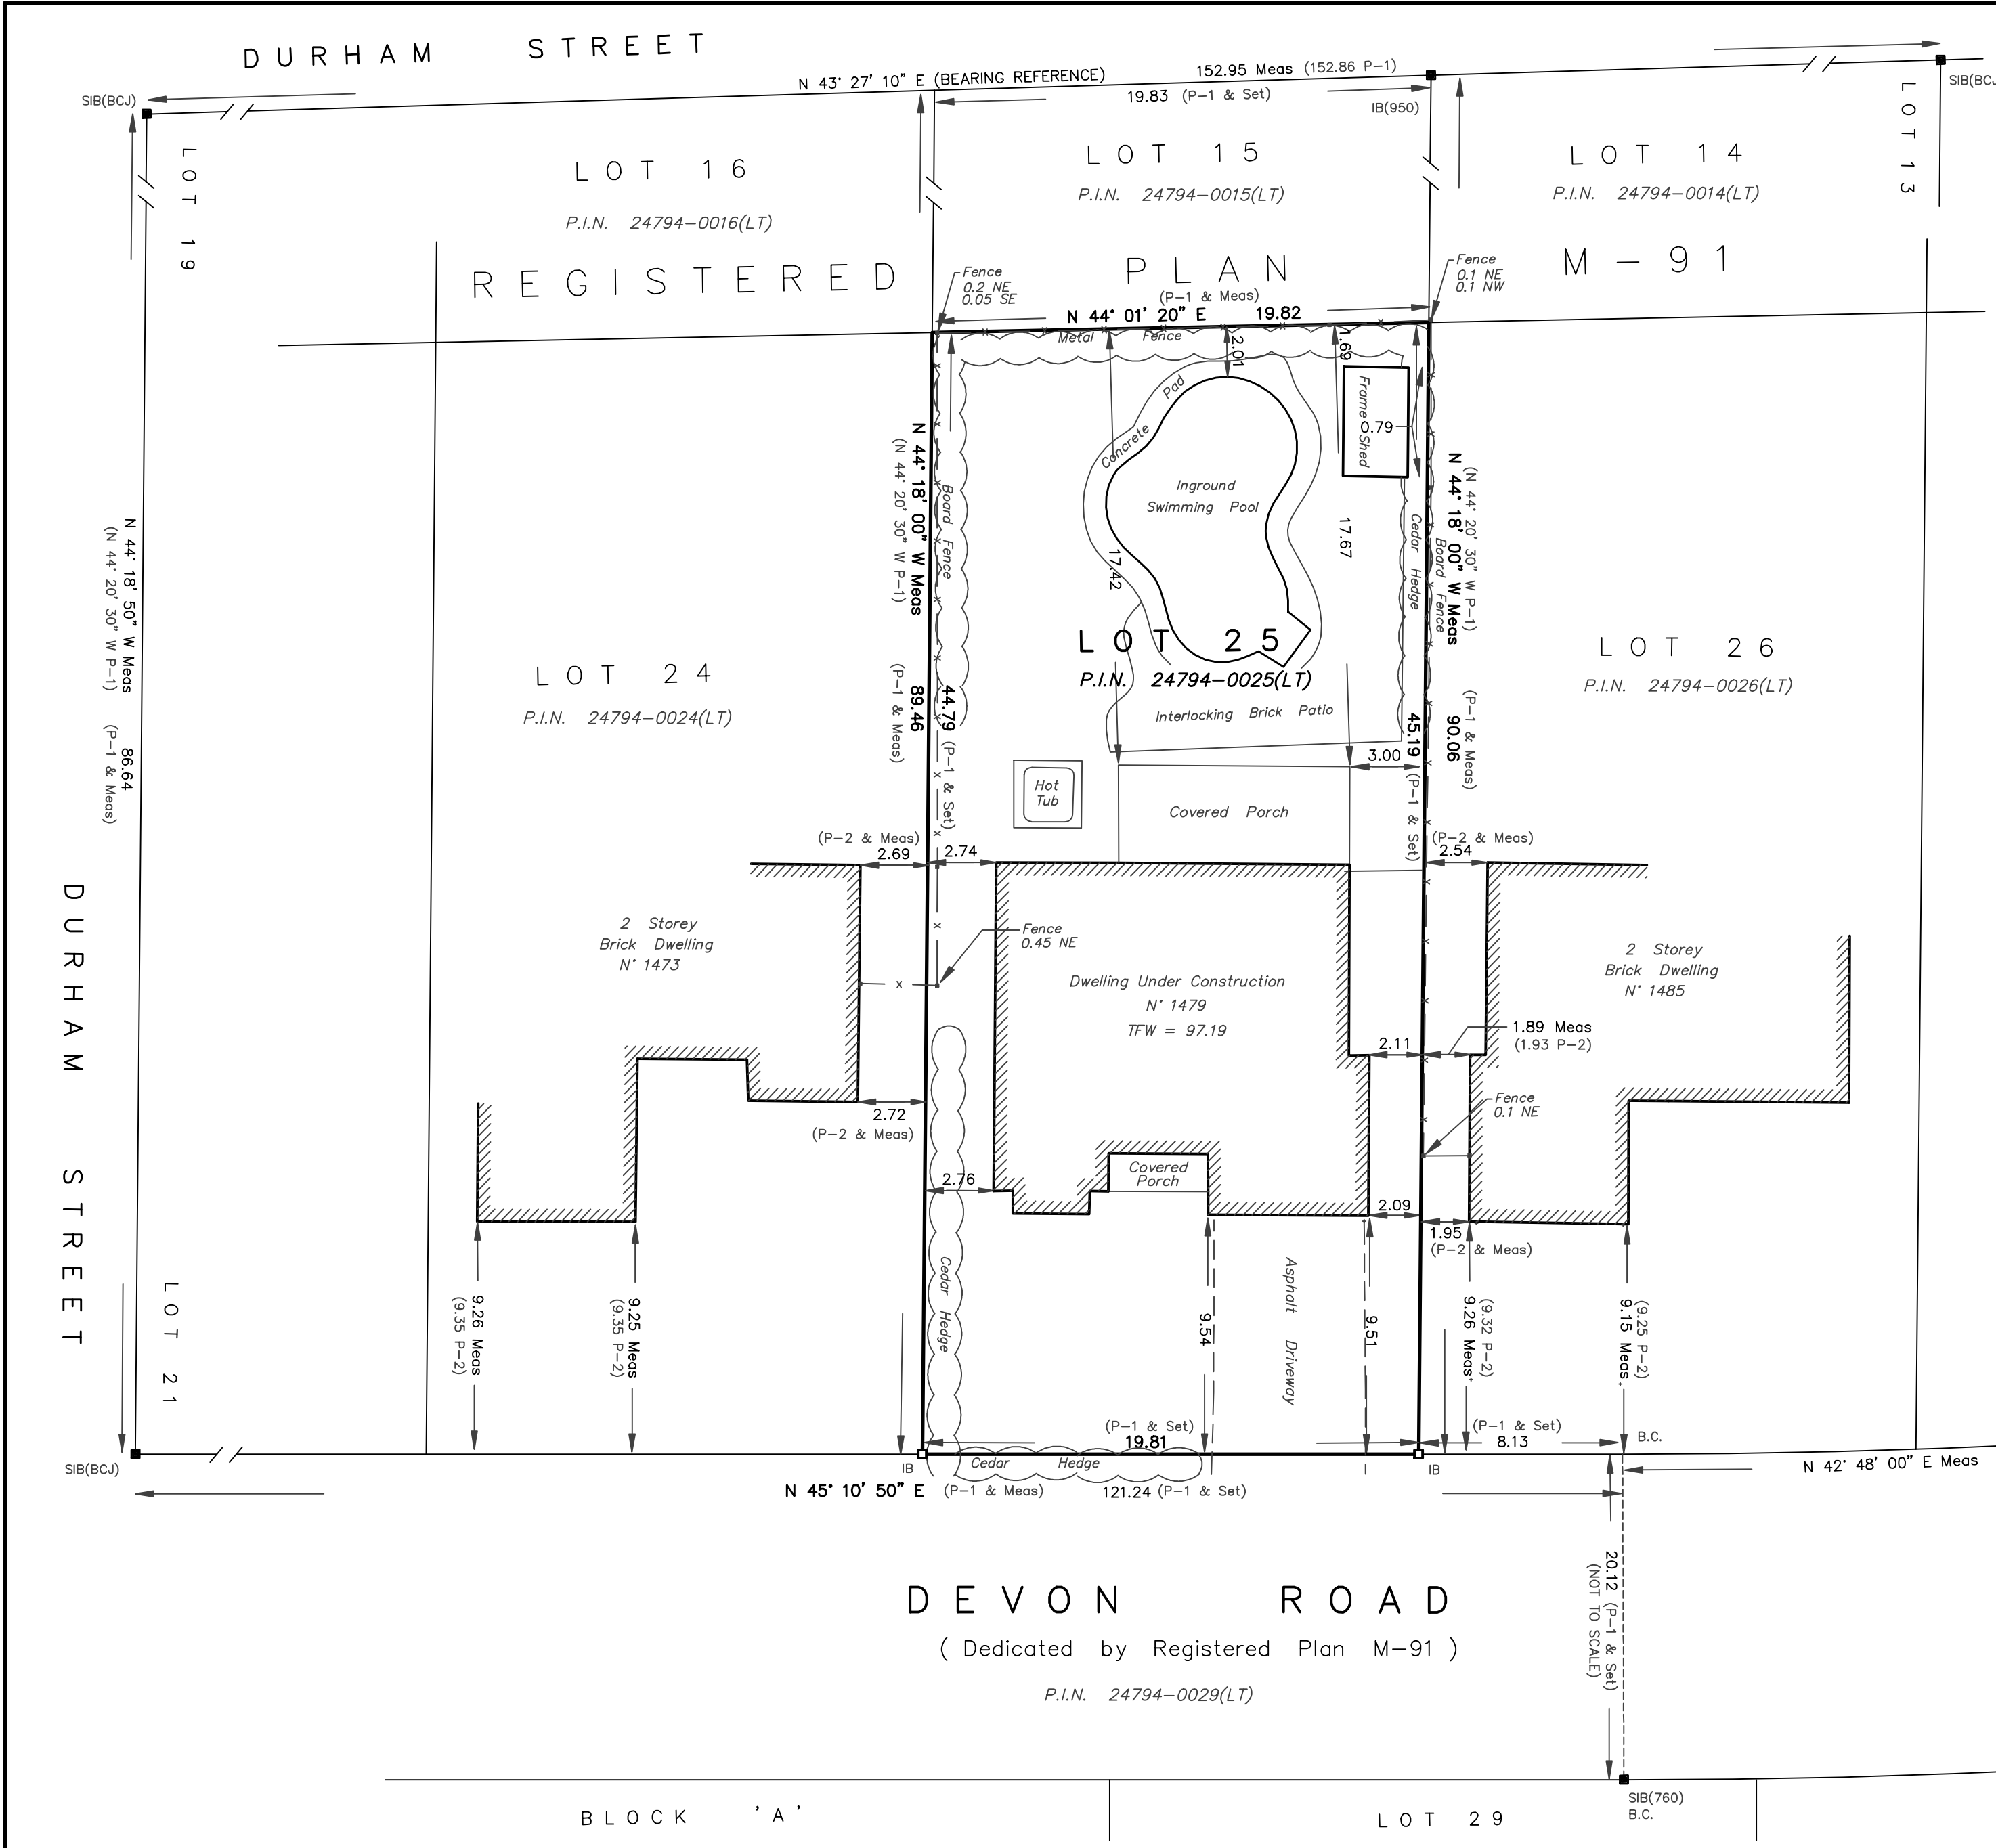 DURHAM STREET
N 43° 27' 10" E (BEARING REFERENCE)
152.95 Meas (152.86 P-1)
19.83 (P-1 & Set)
SIB(BCJ)
IB(950)
SIB(BCJ
LOT 19
LOT 16
P.I.N. 24794-0016(LT)
LOT 15
P.I.N. 24794-0015(LT)
LOT 14
P.I.N. 24794-0014(LT)
LOT 13
REGISTERED PLAN M-91
Fence
0.2 NE
0.05 SE
Fence
0.1 NE
0.1 NW
(P-1 & Meas)
N 44° 01' 20" E 19.82
Metal Fence
2.01
1.69
Pad
Concrete
Frame Shed
0.79
Inground
Swimming Pool
N 44° 18' 00" W Meas
(N 44° 20' 30" W P-1)
Board Fence
17.42
17.67
Cedar Hedge
Board Fence
N 44° 18' 00" W Meas
(N 44° 20' 30" W P-1)
N 44° 18' 50" W Meas 86.64
(N 44° 20' 30" W P-1) (P-1 & Meas)
LOT 24
P.I.N. 24794-0024(LT)
LOT 25
P.I.N. 24794-0025(LT)
LOT 26
P.I.N. 24794-0026(LT)
89.46
(P-1 & Meas)
44.79 (P-1 & Set)
Interlocking Brick Patio
45.19 (P-1 & Set)
90.06
(P-1 & Meas)
3.00
Hot
Tub
Covered Porch
(P-2 & Meas)
2.69
2.74
(P-2 & Meas)
2.54
DURHAM STREET
2 Storey
Brick Dwelling
N° 1473
Fence
0.45 NE
Dwelling Under Construction
N° 1479
TFW = 97.19
2 Storey
Brick Dwelling
N° 1485
1.89 Meas
(1.93 P-2)
2.11
Fence
0.1 NE
2.72
(P-2 & Meas)
2.76
Covered
Porch
2.09
1.95
(P-2 & Meas)
LOT 21
9.26 Meas
(9.35 P-2)
9.25 Meas
(9.35 P-2)
Cedar Hedge
9.54
Asphalt Driveway
9.51
9.26 Meas
(9.32 P-2)
9.15 Meas
(9.25 P-2)
(P-1 & Set)
19.81
(P-1 & Set)
8.13
B.C.
SIB(BCJ)
IB
Cedar Hedge
I
IB
N 42° 48' 00" E Meas
N 45° 10' 50" E (P-1 & Meas) 121.24 (P-1 & Set)
20.12 (P-1 & Set)
(NOT TO SCALE)
DEVON ROAD
( Dedicated by Registered Plan M-91 )
P.I.N. 24794-0029(LT)
SIB(760)
B.C.
BLOCK 'A'
LOT 29